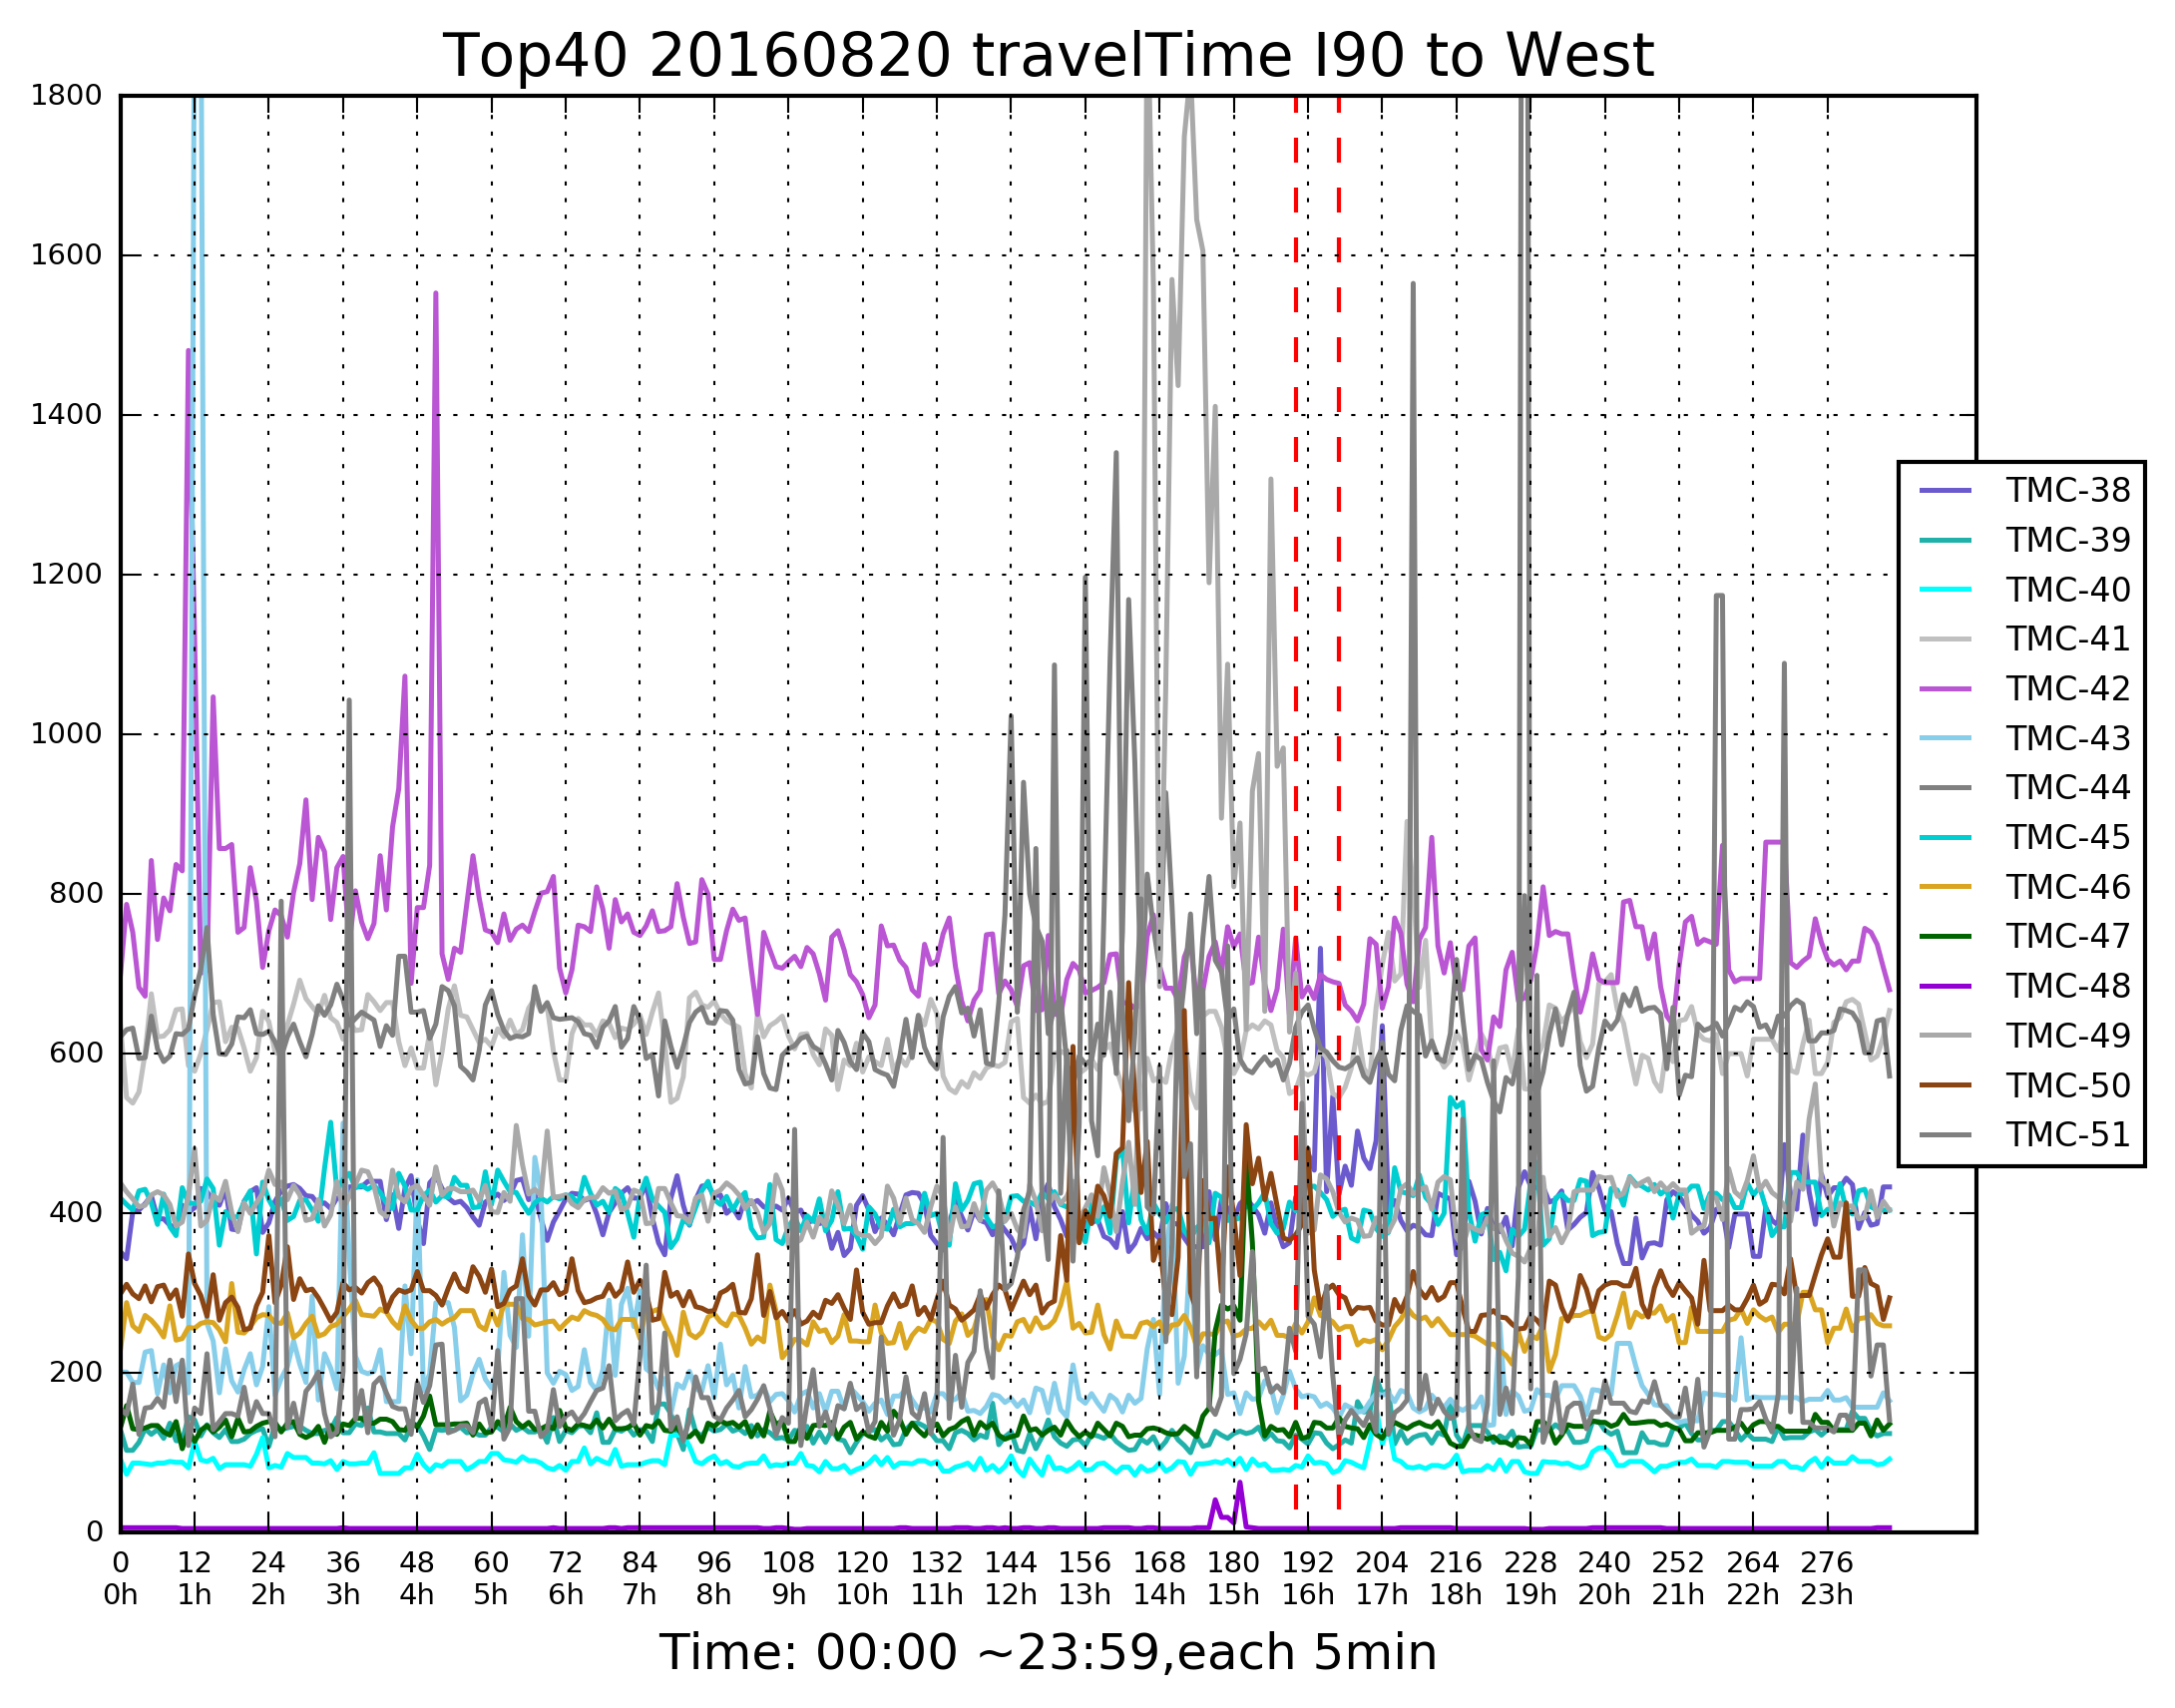 Top40 20160820 travelTime I90 to West
1800
1600
1400
1200
1000
800
600
400
200
0
TMC-38
TMC-39
TMC-40
TMC-41
TMC-42
TMC-43
TMC-44
TMC-45
TMC-46
TMC-47
TMC-48
TMC-49
TMC-50
TMC-51
0 12 24 36 48 60 72 84 96 108 120 132 144 156 168 180 192 204 216 228 240 252 264 276
0h 1h 2h 3h 4h 5h 6h 7h 8h 9h 10h 11h 12h 13h 14h 15h 16h 17h 18h 19h 20h 21h 22h 23h
Time: 00:00 ~23:59,each 5min